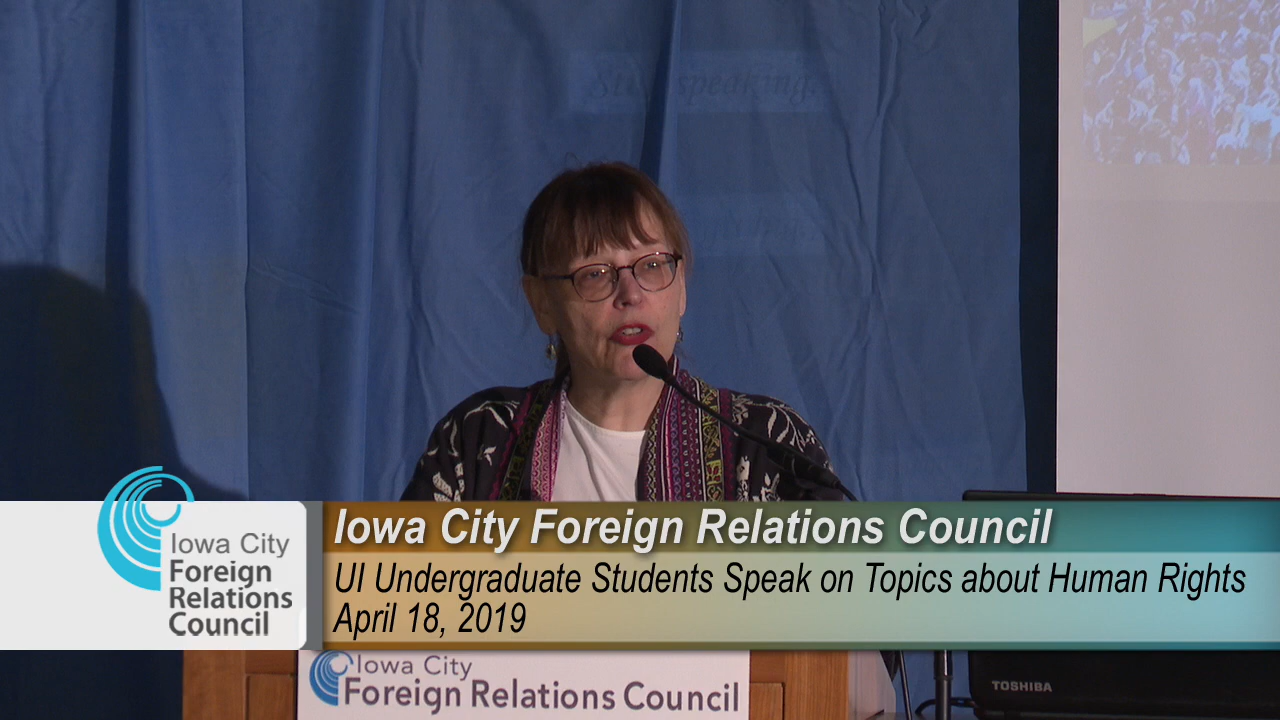 Iowa City Foreign Relations Council
UI Undergraduate Students Speak on Topics about Human Rights
April 18, 2019
Iowa City
Foreign
Relations
Council
Iowa City
Foreign Relations Council
TOSHIBA
speaking.